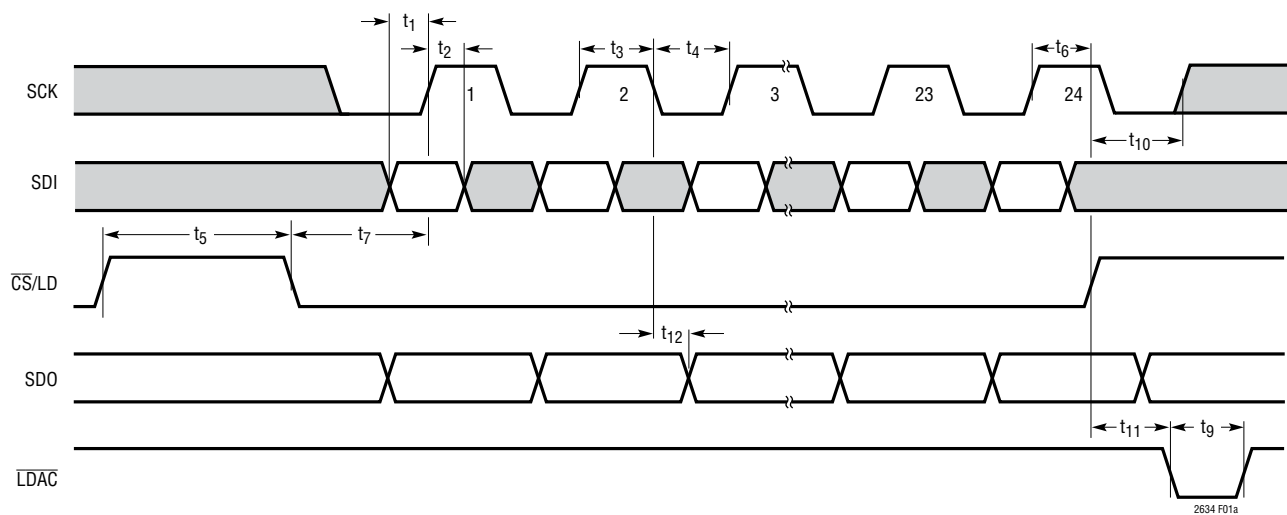 t1
t2 t3 t4 t6
SCK 1 2 3 23 24
t10
SDI
t5 t7
CS/LD
t12
SDO
t11 t9
LDAC
2634 F01a